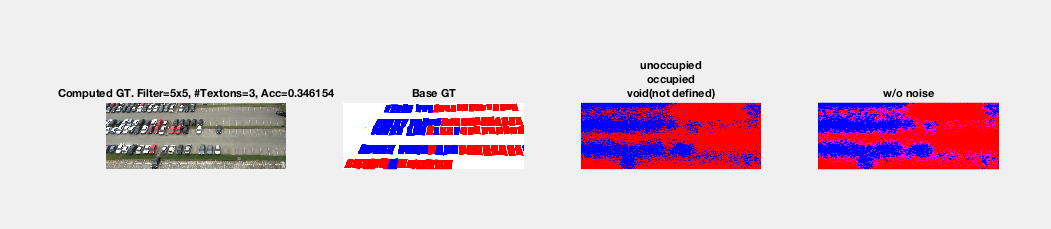 Computed GT. Filter=5x5, #Textons=3, Acc=0.346154
Base GT
unoccupied
occupied
void(not defined)
w/o noise